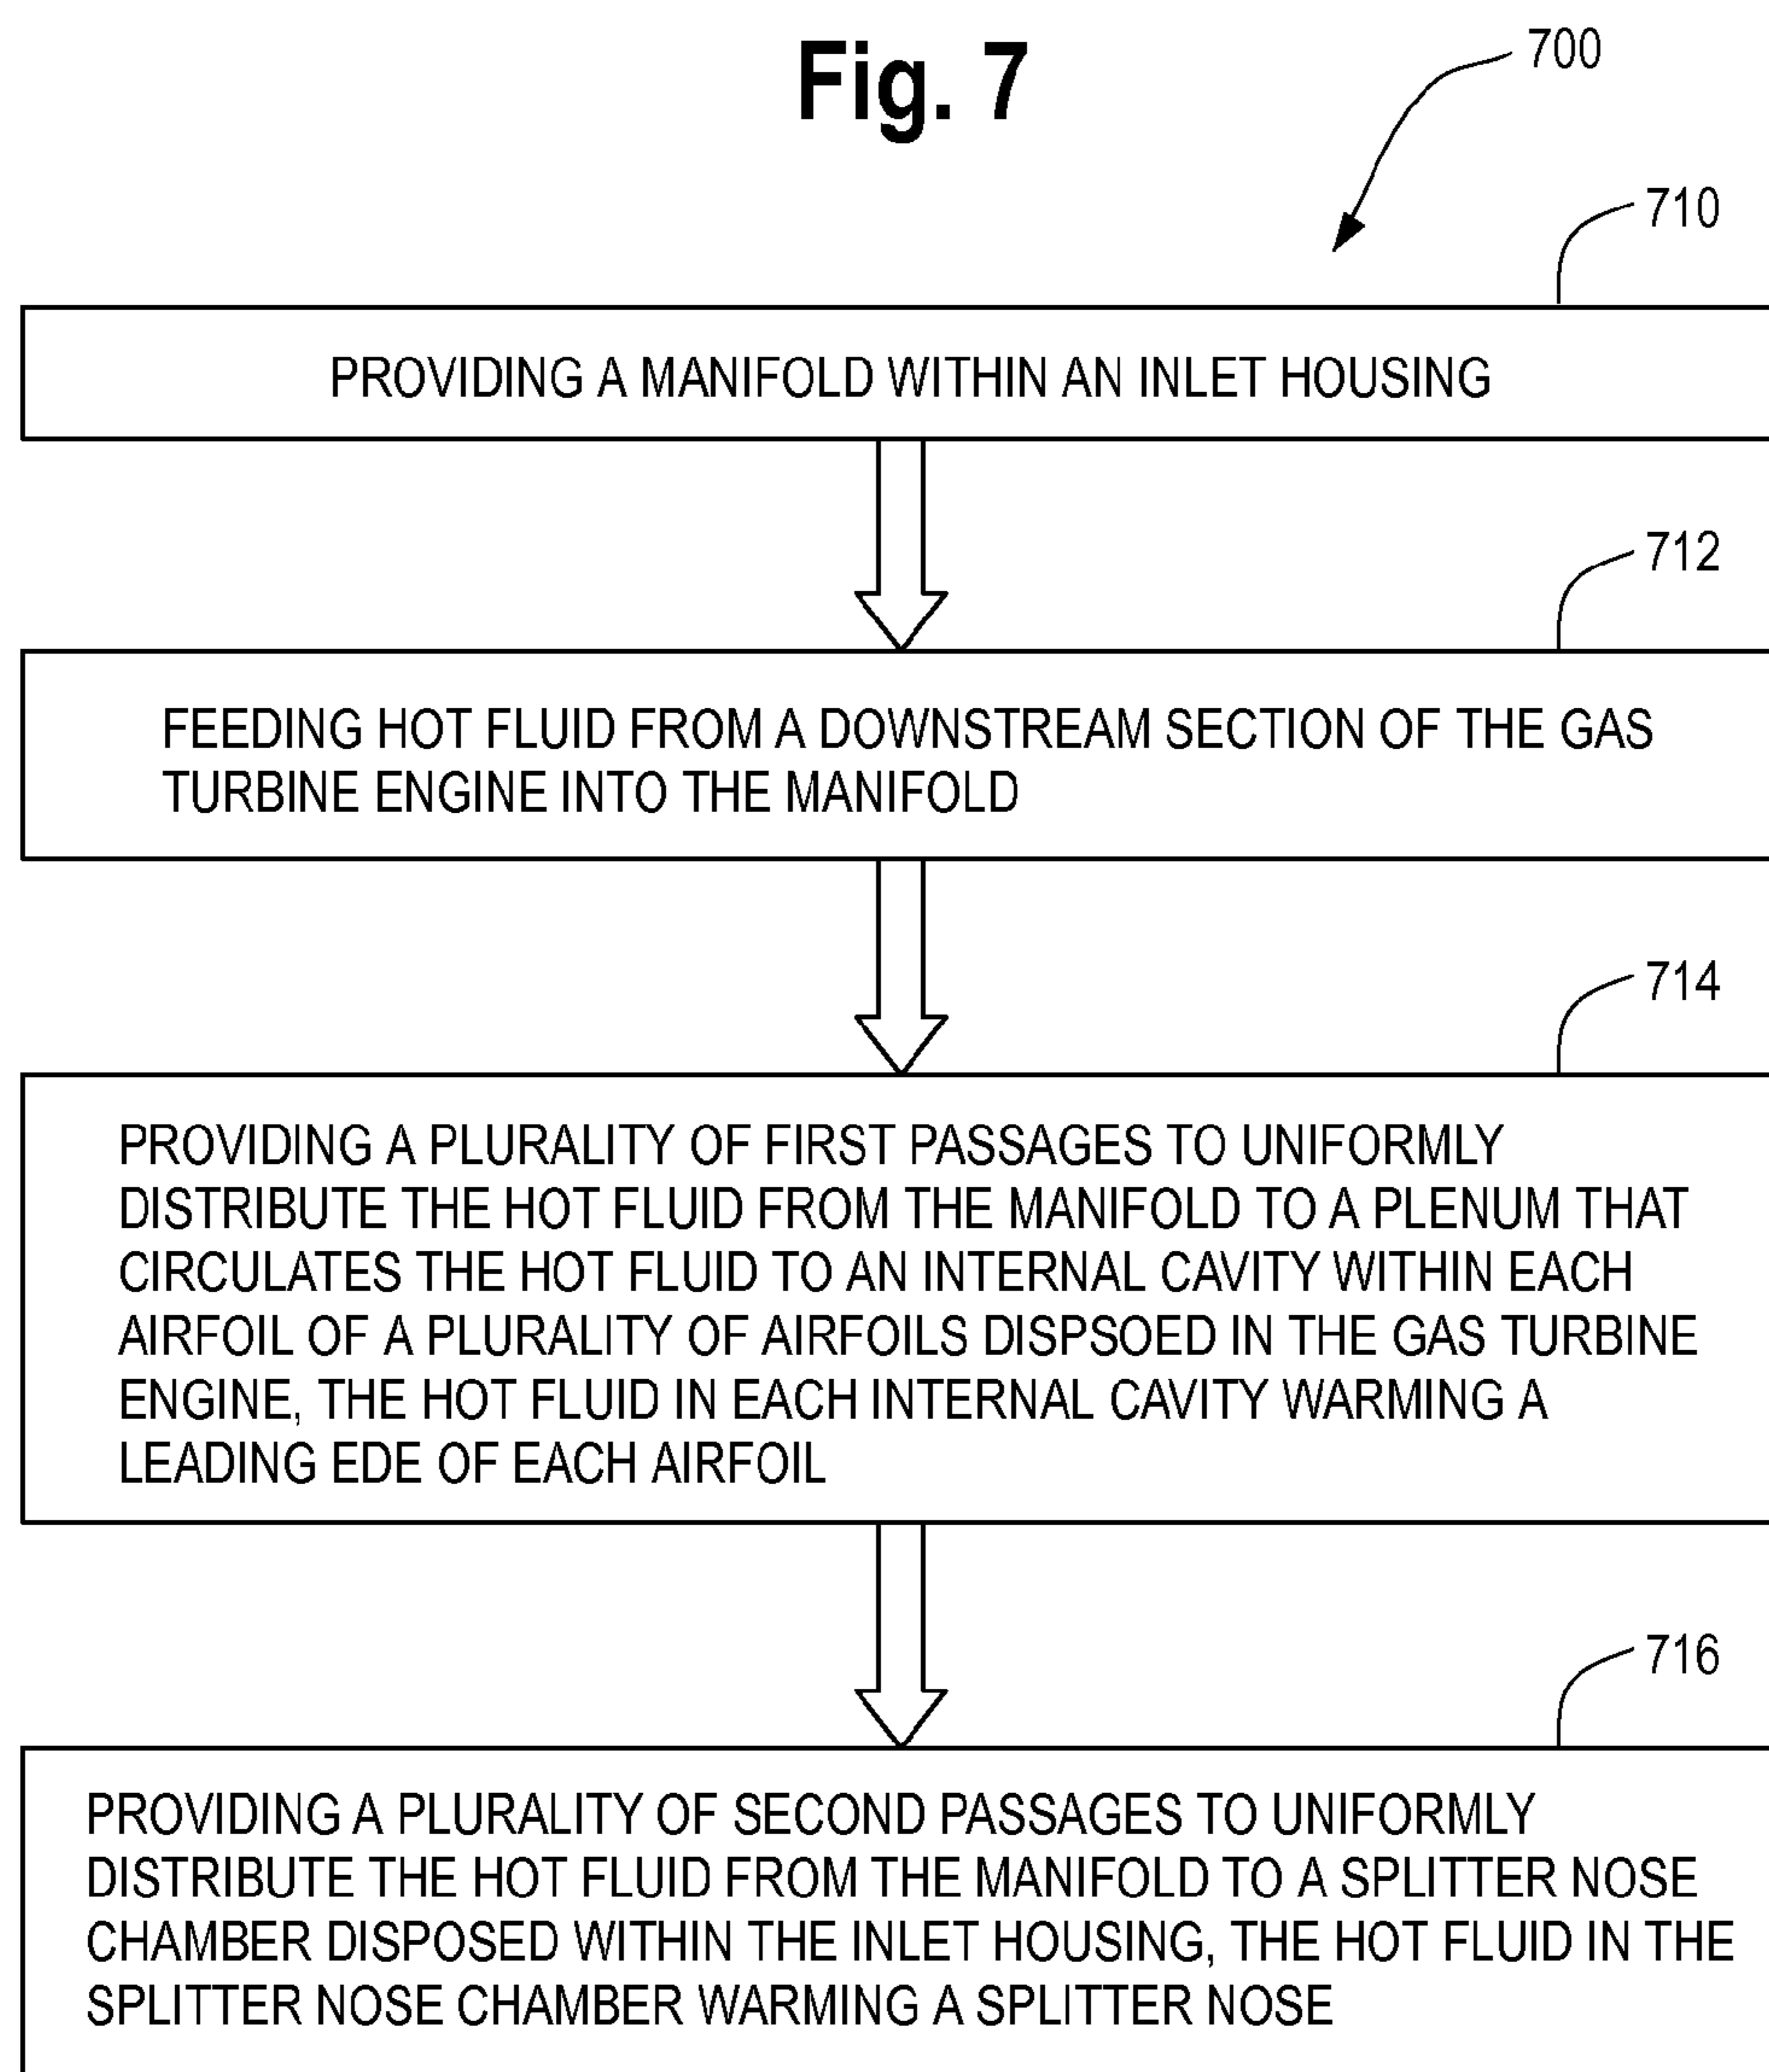 Fig. 7
700
710
PROVIDING A MANIFOLD WITHIN AN INLET HOUSING
712
FEEDING HOT FLUID FROM A DOWNSTREAM SECTION OF THE GAS
TURBINE ENGINE INTO THE MANIFOLD
714
PROVIDING A PLURALITY OF FIRST PASSAGES TO UNIFORMLY
DISTRIBUTE THE HOT FLUID FROM THE MANIFOLD TO A PLENUM THAT
CIRCULATES THE HOT FLUID TO AN INTERNAL CAVITY WITHIN EACH
AIRFOIL OF A PLURALITY OF AIRFOILS DISPSOED IN THE GAS TURBINE
ENGINE, THE HOT FLUID IN EACH INTERNAL CAVITY WARMING A
LEADING EDE OF EACH AIRFOIL
716
PROVIDING A PLURALITY OF SECOND PASSAGES TO UNIFORMLY
DISTRIBUTE THE HOT FLUID FROM THE MANIFOLD TO A SPLITTER NOSE
CHAMBER DISPOSED WITHIN THE INLET HOUSING, THE HOT FLUID IN THE
SPLITTER NOSE CHAMBER WARMING A SPLITTER NOSE